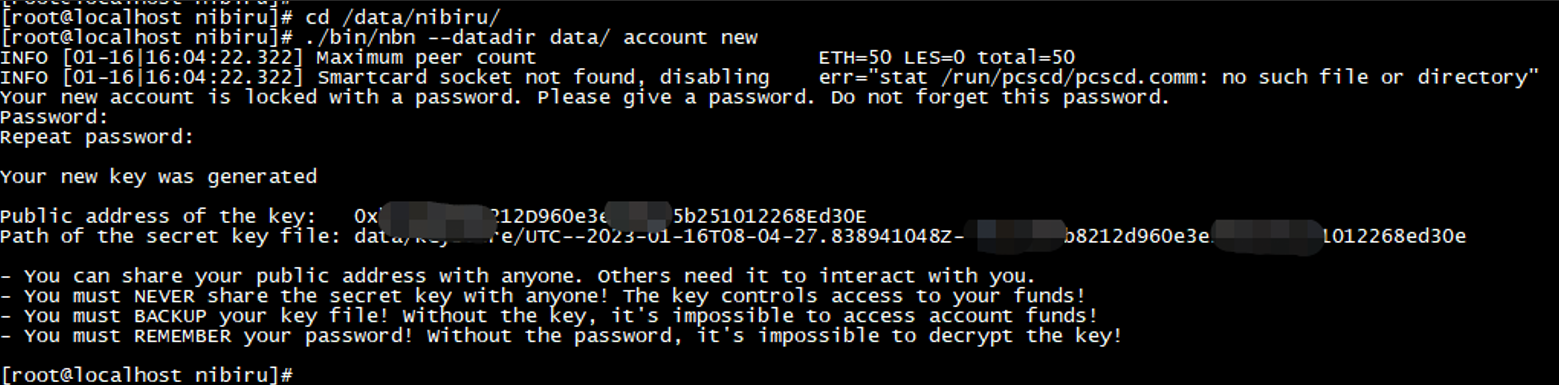 [root@localhost nibiru]#
[root@localhost nibiru]# cd /data/nibiru/
[root@localhost nibiru]# ./bin/nbn --datadir data/ account new
INFO [01-16|16:04:22.322] Maximum peer count ETH=50 LES=0 total=50
INFO [01-16|16:04:22.322] Smartcard socket not found, disabling err="stat /run/pcscd/pcscd.comm: no such file or directory"
Your new account is locked with a password. Please give a password. Do not forget this password.
Password:
Repeat password:
Your new key was generated
Public address of the key: 0x 212D960e3e 5b251012268Ed30E
Path of the secret key file: data/keystore/UTC--2023-01-16T08-04-27.838941048Z- b8212d960e3e 1012268ed30e
- You can share your public address with anyone. Others need it to interact with you.
- You must NEVER share the secret key with anyone! The key controls access to your funds!
- You must BACKUP your key file! Without the key, it's impossible to access account funds!
- You must REMEMBER your password! Without the password, it's impossible to decrypt the key!
[root@localhost nibiru]#